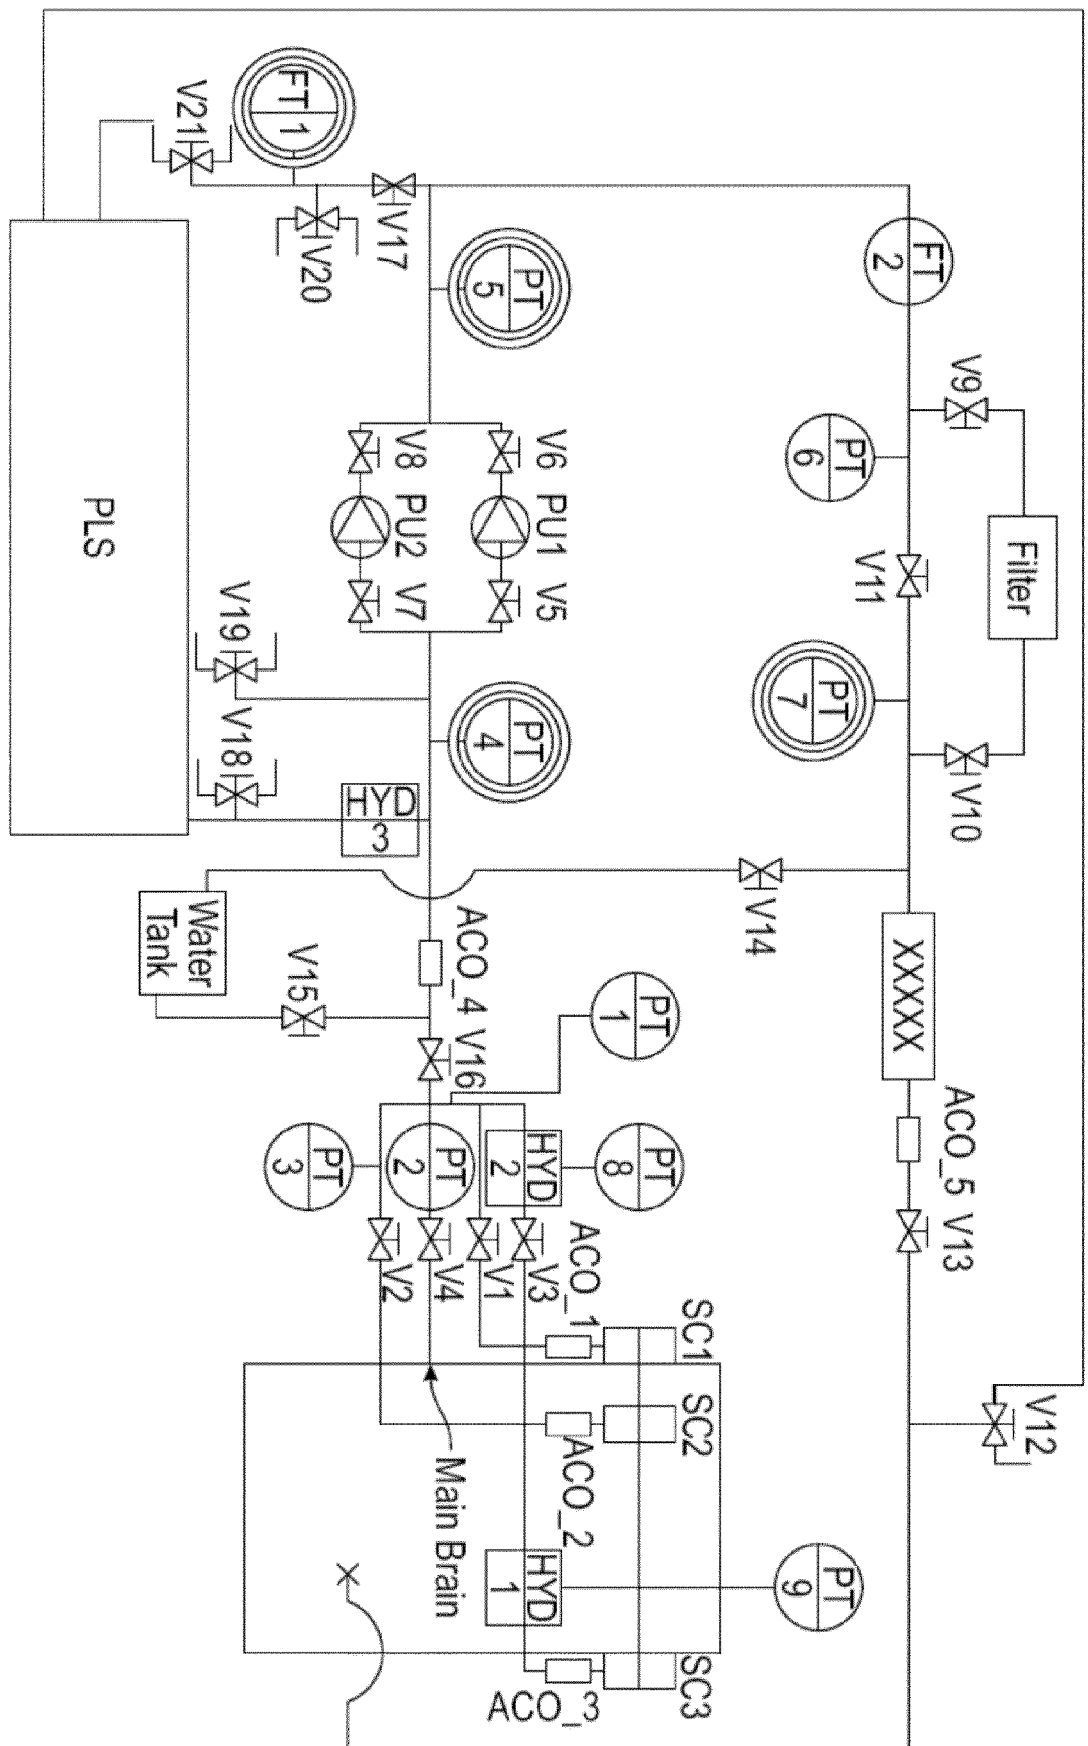 V21
FT
1
V20
V17
PT
5
FT
2
V9
PT
6
V11
Filter
V8
V6
PU2
PU1
V7
V5
PLS
V19
V18
PT
4
PT
7
V10
HYD
3
Water
Tank
V15
ACO_4
V16
V14
PT
1
XXXXX
ACO_5
V13
PT
3
PT
2
HYD
2
PT
8
V2
V4
V1
V3
ACO_1
SC1
SC2
ACO_2
V12
Main Brain
HYD
1
PT
9
SC3
ACO_3